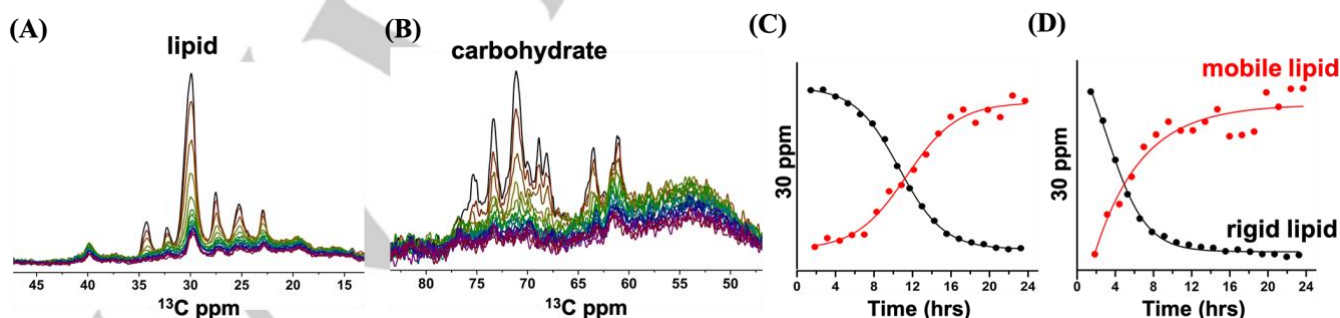 (A)
lipid
45 40 35 30 25 20 15
13C ppm
(B)
carbohydrate
80 75 70 65 60 55 50
13C ppm
(C)
30 ppm
0 4 8 12 16 20 24
Time (hrs)
(D)
mobile lipid
30 ppm
rigid lipid
0 4 8 12 16 20 24
Time (hrs)